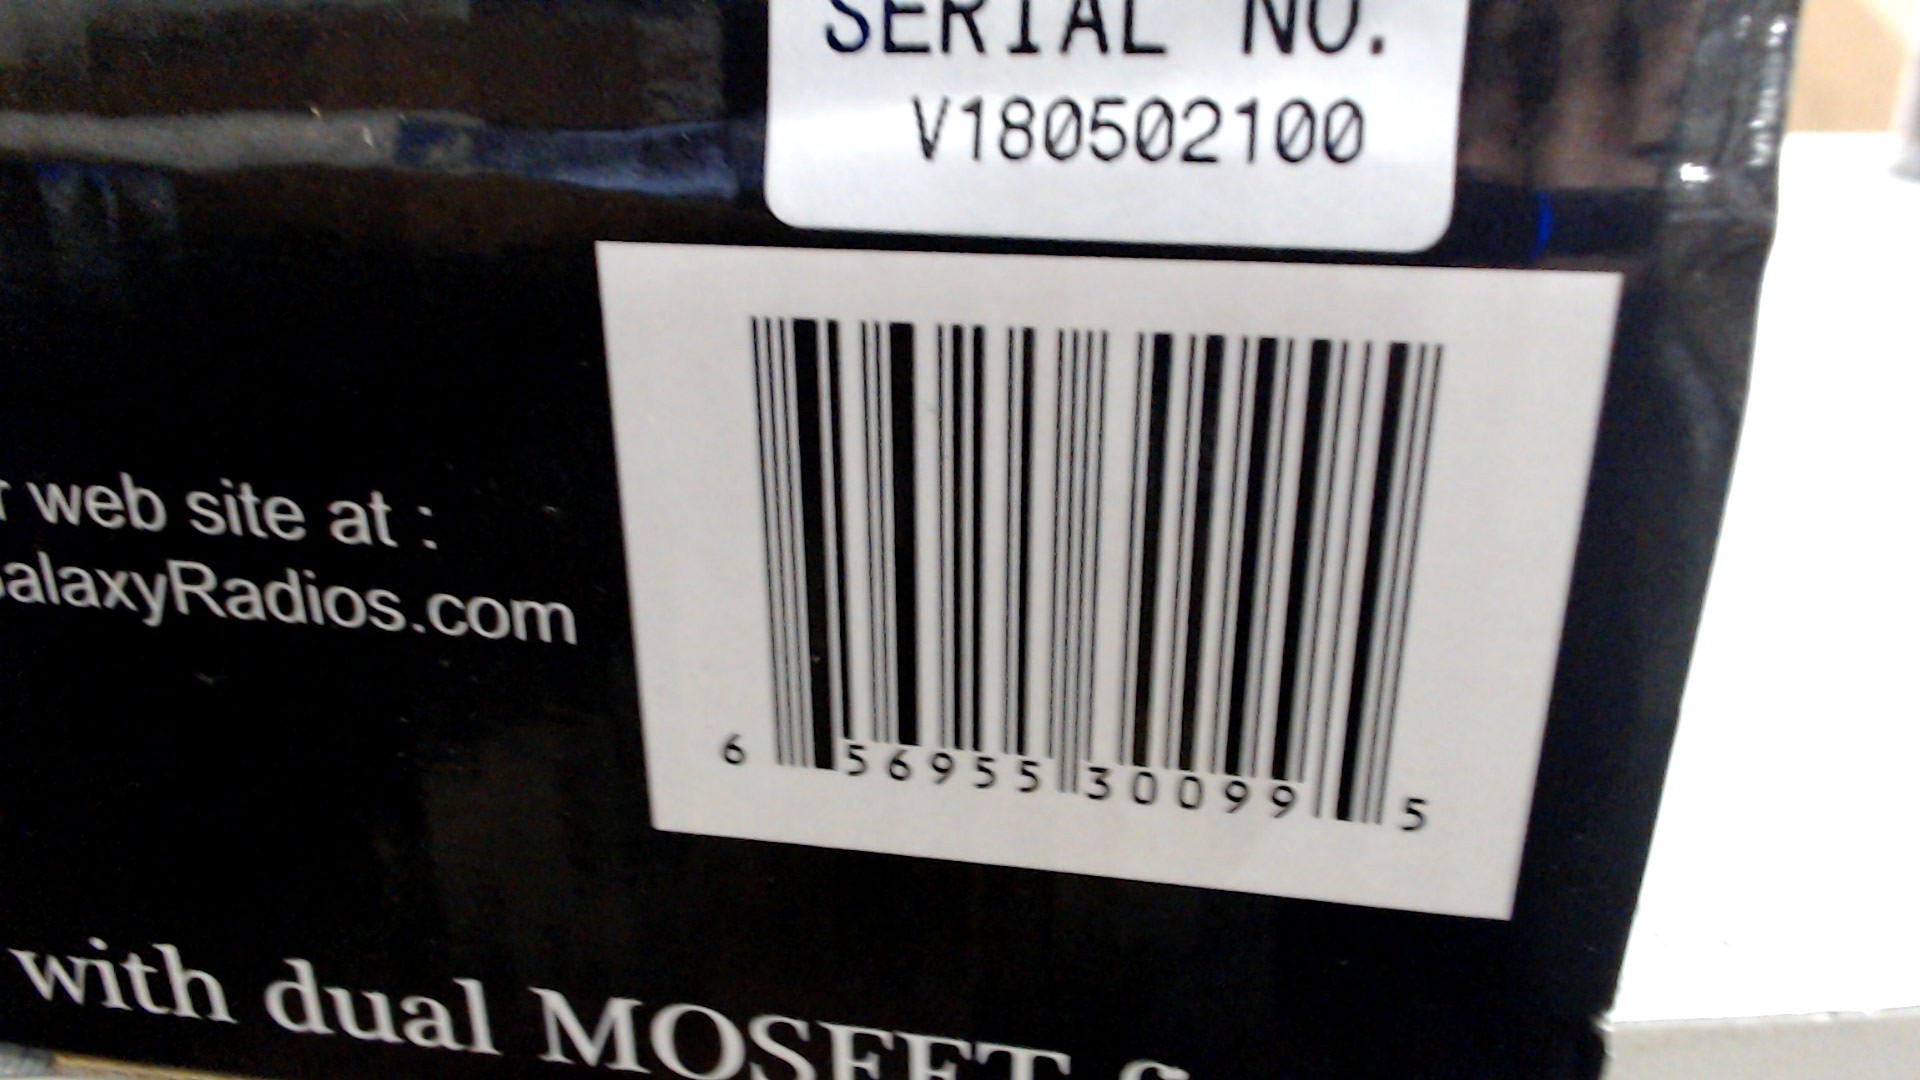 SERIAL NO.
V180502100
web site at :
alaxyRadios.com
6 56955 30099 5
with dual MOSFET